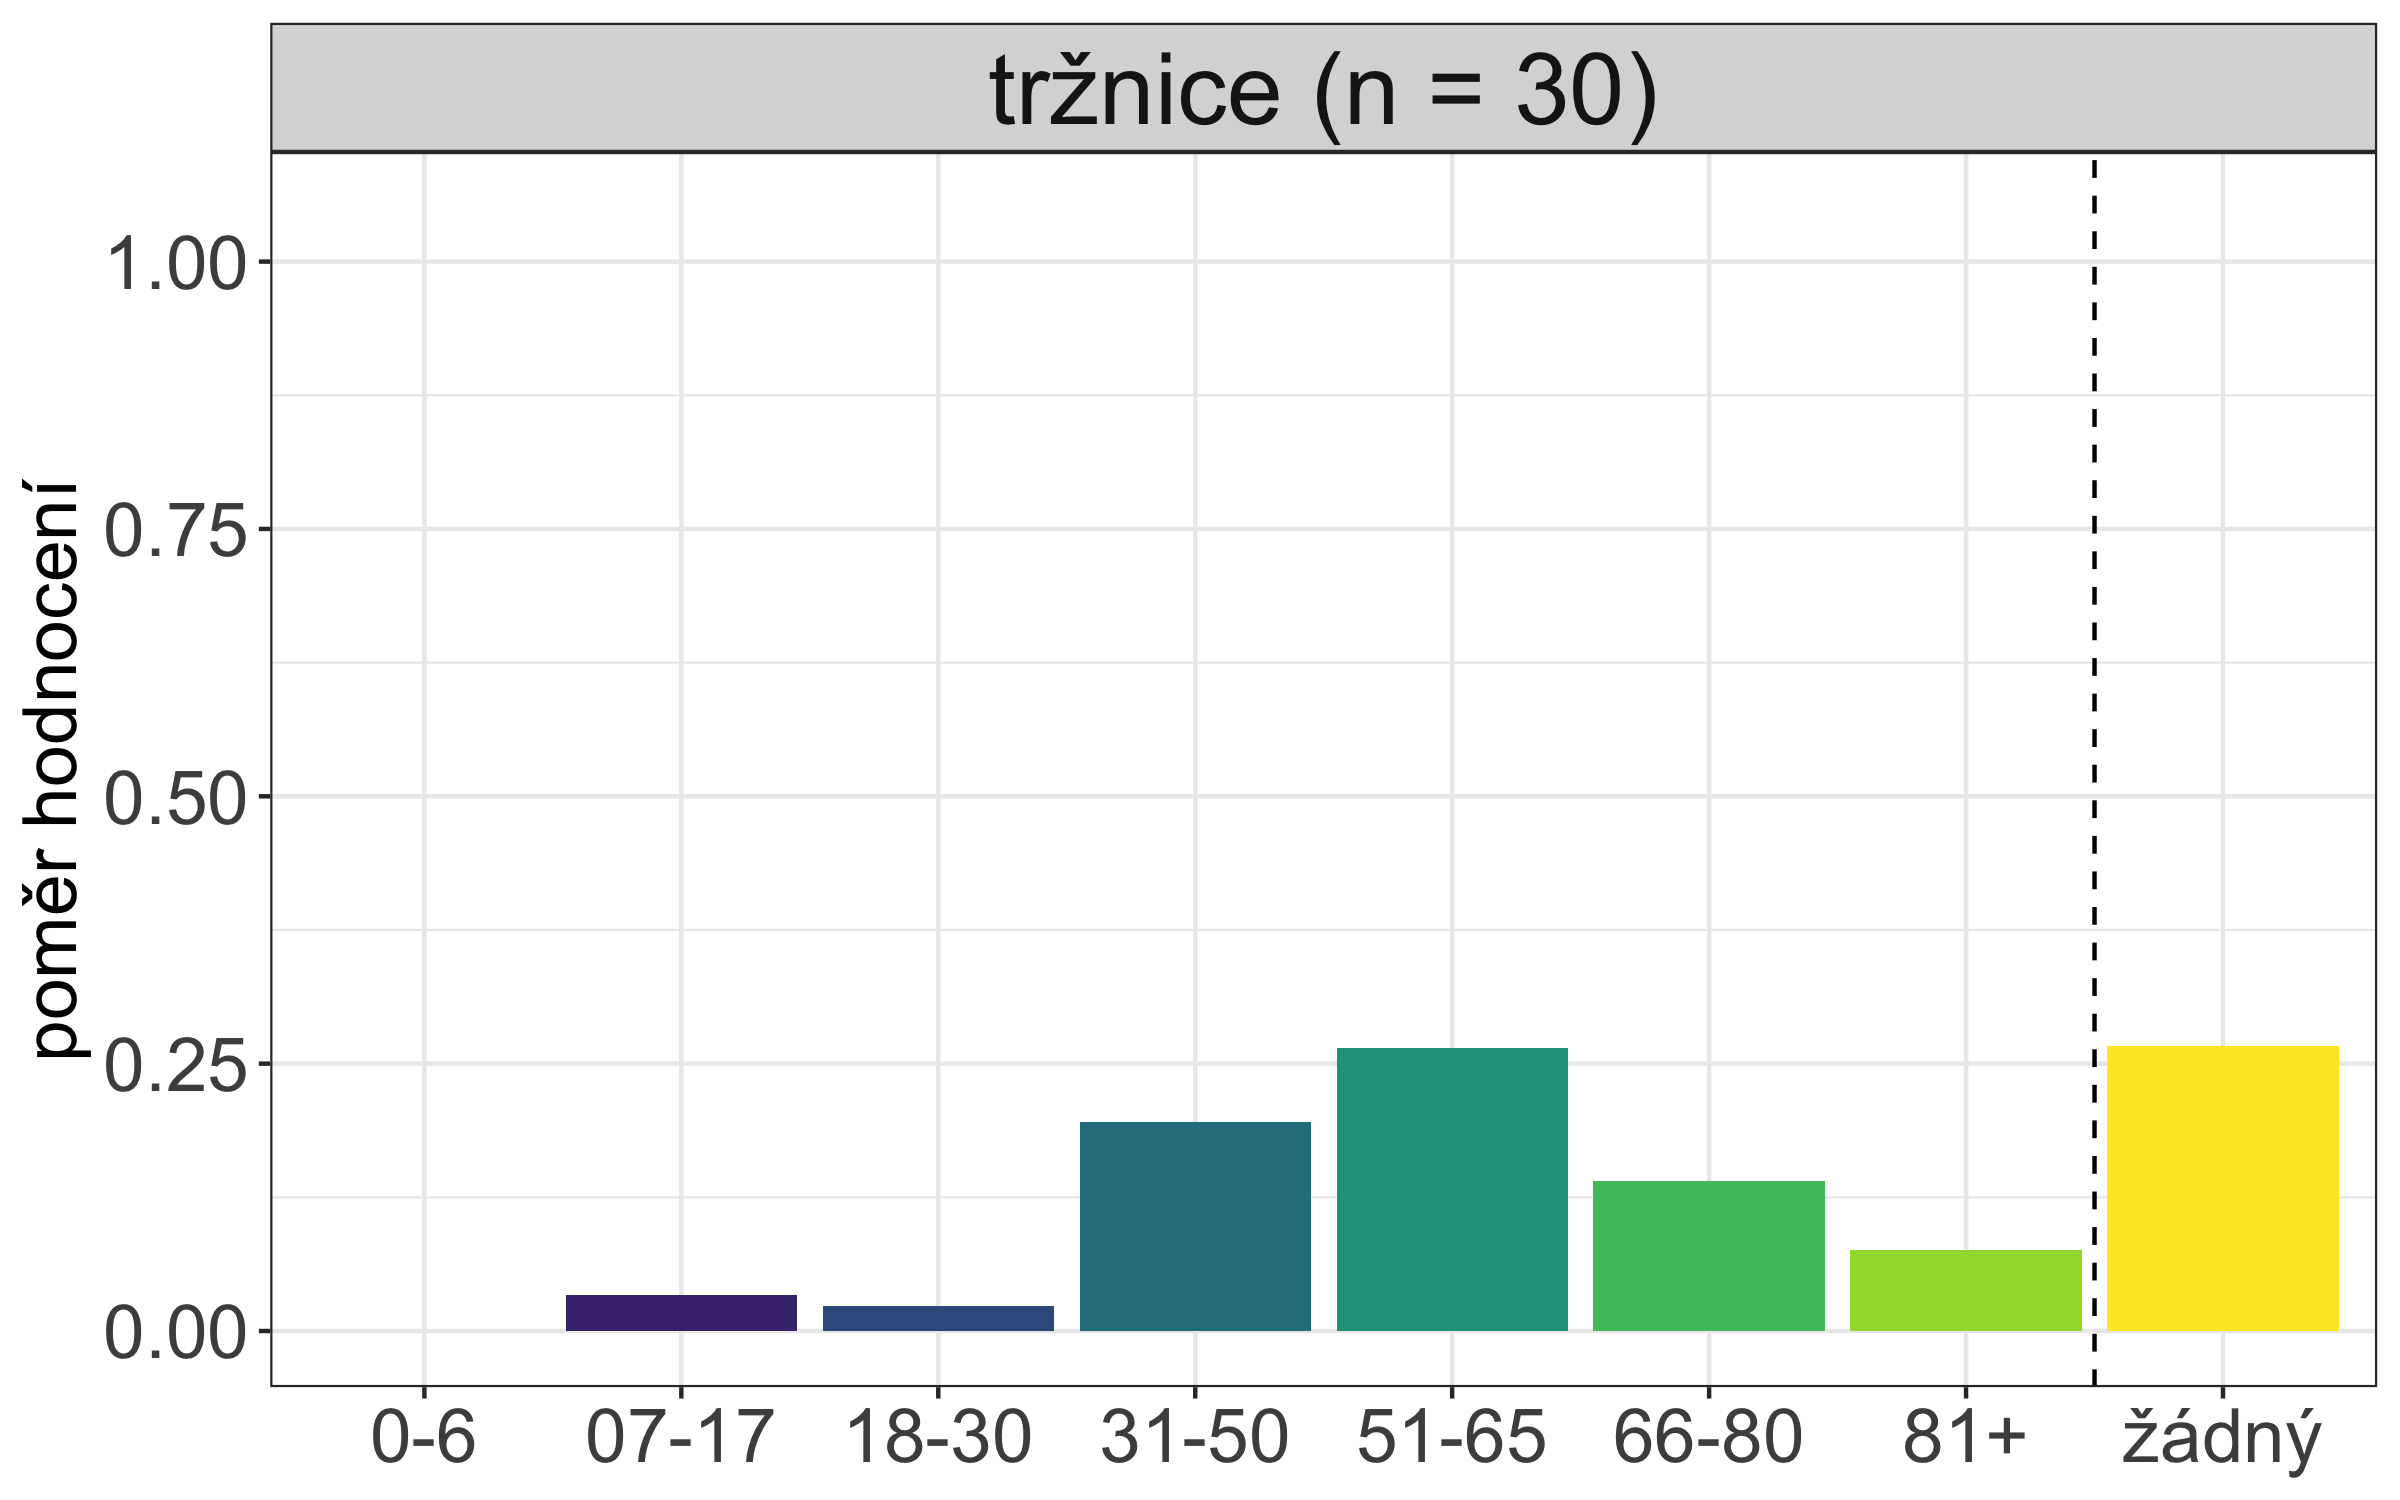 tržnice (n = 30)
poměr hodnocení
1.00
0.75
0.50
0.25
0.00
0-6 07-17 18-30 31-50 51-65 66-80 81+ žádný